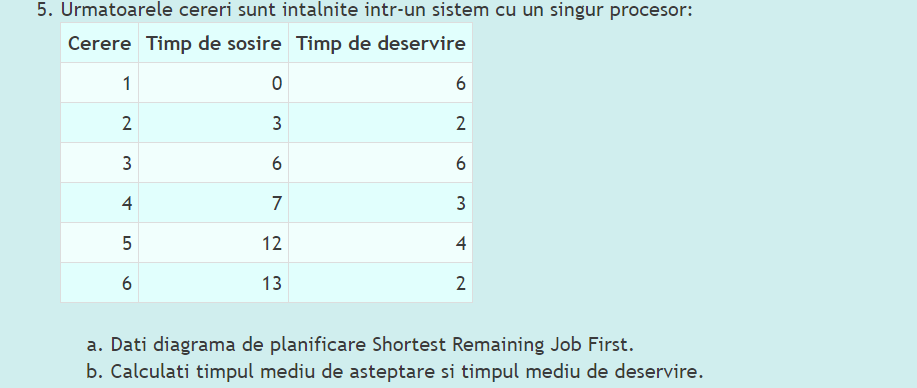 5. Urmatoarele cereri sunt intalnite intr-un sistem cu un singur procesor:
Cerere Timp de sosire Timp de deservire
1 0 6
2 3 2
3 6 6
4 7 3
5 12 4
6 13 2
a. Dati diagrama de planificare Shortest Remaining Job First.
b. Calculati timpul mediu de asteptare si timpul mediu de deservire.